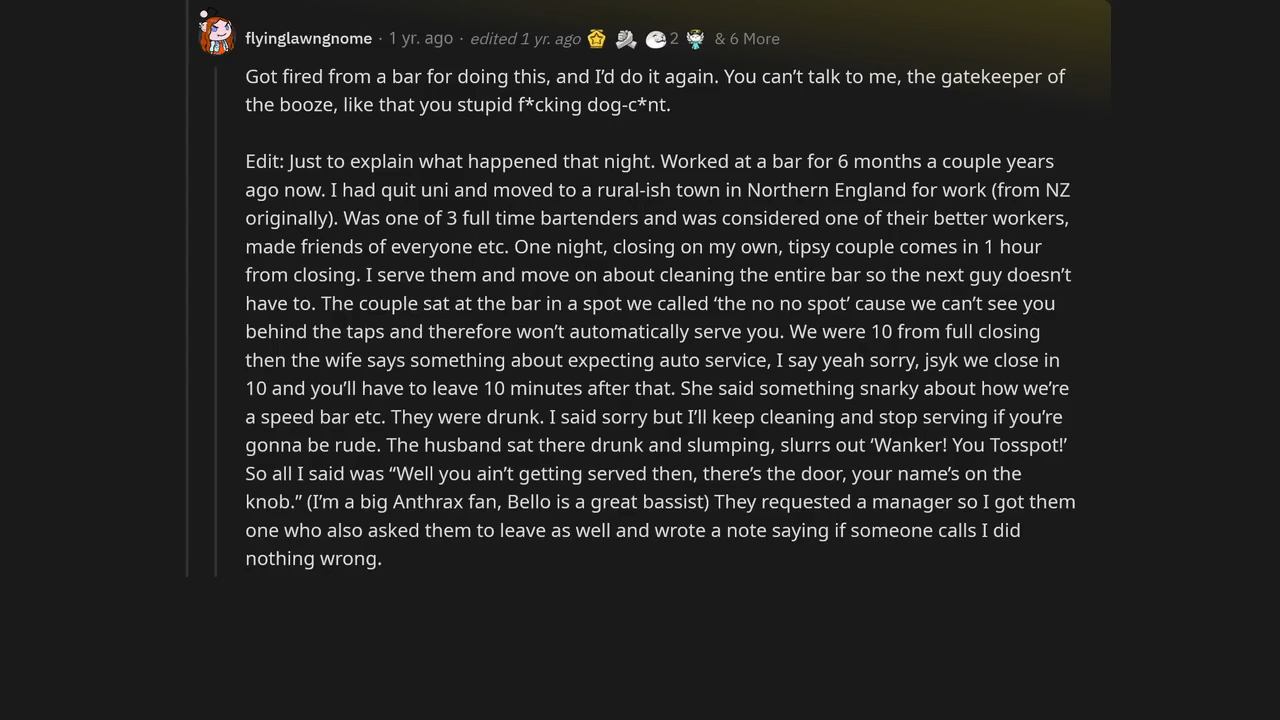 flyinglawngnome · 1 yr. ago · edited 1 yr. ago 2 & 6 More
Got fired from a bar for doing this, and I’d do it again. You can’t talk to me, the gatekeeper of
the booze, like that you stupid f*cking dog-c*nt.
Edit: Just to explain what happened that night. Worked at a bar for 6 months a couple years
ago now. I had quit uni and moved to a rural-ish town in Northern England for work (from NZ
originally). Was one of 3 full time bartenders and was considered one of their better workers,
made friends of everyone etc. One night, closing on my own, tipsy couple comes in 1 hour
from closing. I serve them and move on about cleaning the entire bar so the next guy doesn’t
have to. The couple sat at the bar in a spot we called ‘the no no spot’ cause we can’t see you
behind the taps and therefore won’t automatically serve you. We were 10 from full closing
then the wife says something about expecting auto service, I say yeah sorry, jsyk we close in
10 and you’ll have to leave 10 minutes after that. She said something snarky about how we’re
a speed bar etc. They were drunk. I said sorry but I’ll keep cleaning and stop serving if you’re
gonna be rude. The husband sat there drunk and slumping, slurrs out ‘Wanker! You Tosspot!’
So all I said was “Well you ain’t getting served then, there’s the door, your name’s on the
knob.” (I’m a big Anthrax fan, Bello is a great bassist) They requested a manager so I got them
one who also asked them to leave as well and wrote a note saying if someone calls I did
nothing wrong.